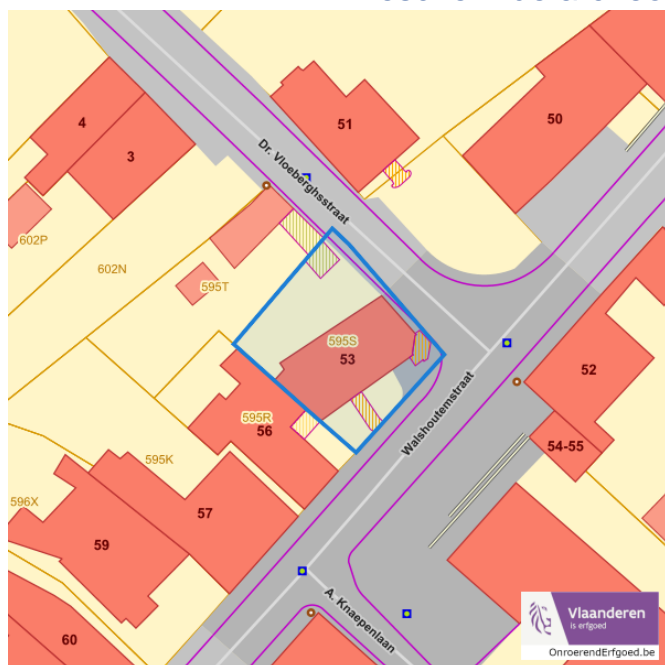 4
3
51
50
Dr. Vloeberghsstraat
602P
602N
595T
595S
53
52
Walshoutemstraat
595R
56
54-55
595K
596X
57
59
A. Knaepenlaan
60
Vlaanderen
is erfgoed
OnroerendErfgoed.be